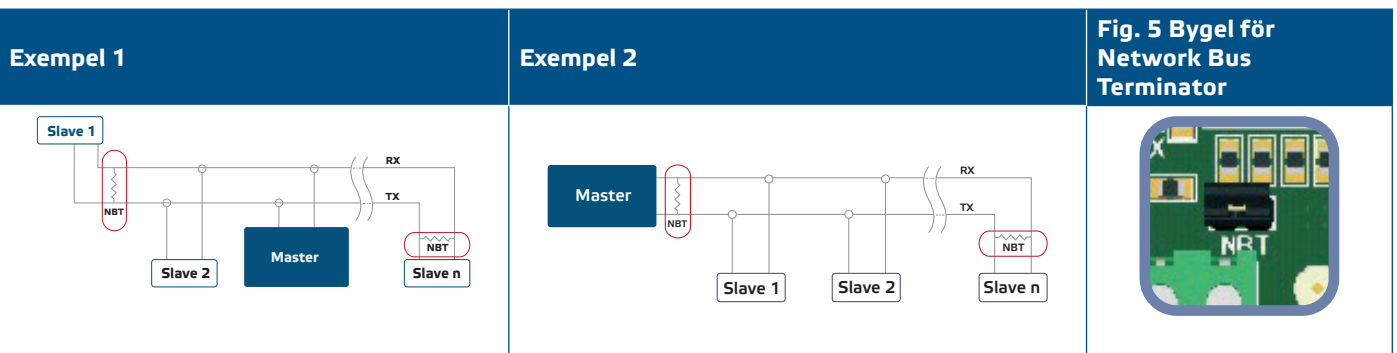 Exempel 1
Exempel 2
Fig. 5 Bygel för
Network Bus
Terminator
Slave 1
RX
TX
NBT
Slave 2
Master
NBT
Slave n
Master
RX
TX
NBT
Slave 1
Slave 2
NBT
Slave n
NBT